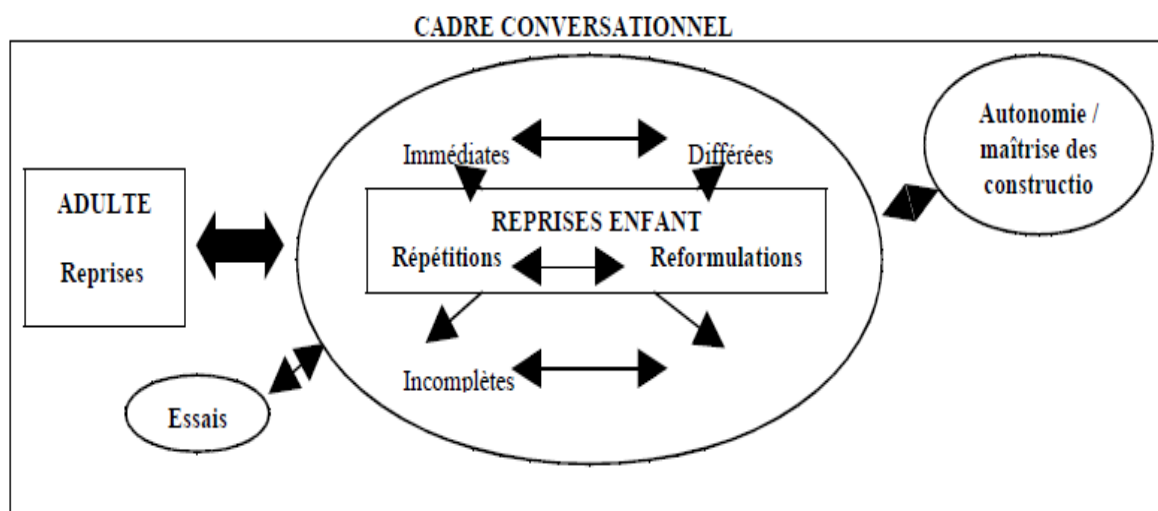 CADRE CONVERSATIONNEL
Autonomie /
maîtrise des
constructio
Immédiates
Différées
ADULTE
Reprises
REPRISES ENFANT
Répétitions
Reformulations
Incomplètes
Essais